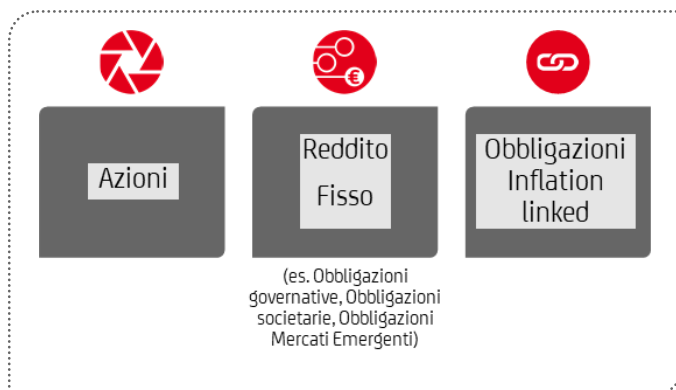 Azioni
Reddito
Fisso
Obbligazioni
Inflation
linked
(es. Obbligazioni
governative, Obbligazioni
societarie, Obbligazioni
Mercati Emergenti)